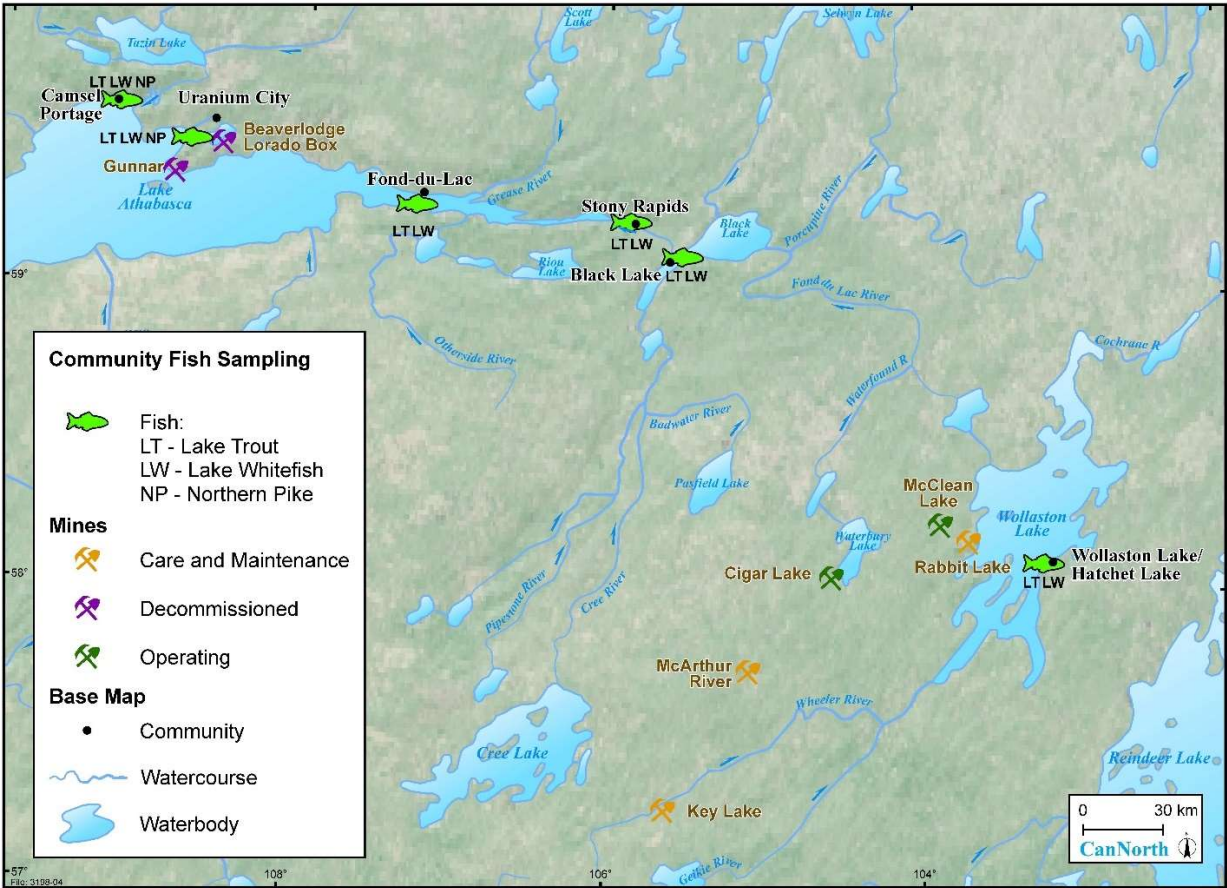 Scott
Lake
Selwyn Lake
Tazin Lake
LT LW NP
Camsel
Portage
Uranium City
LT LW NP
Beaverlodge
Lorado Box
Gunnar
Lake
Athabasca
Fond-du-Lac
LT LW
Grease River
Stony Rapids
LT LW
Black
Lake
Porcupine River
Riou
Lake
Black Lake
LT LW
59°
59°
Fond du Lac River
Otherside River
Cochrane R
Waterfound R
Badwater River
Pasfield Lake
McClean
Lake
Wollaston
Lake
Waterbury
Lake
Rabbit Lake
Wollaston Lake/
Hatchet Lake
LT LW
Cigar Lake
58°
58°
Pipestone River
Cree River
McArthur
River
Wheeler River
Cree Lake
Reindeer Lake
Key Lake
Geikie River
57°
108°
106°
104°
Community Fish Sampling
Fish:
LT - Lake Trout
LW - Lake Whitefish
NP - Northern Pike
Mines
Care and Maintenance
Decommissioned
Operating
Base Map
Community
Watercourse
Waterbody
0 30 km
CanNorth
File: 3198-04